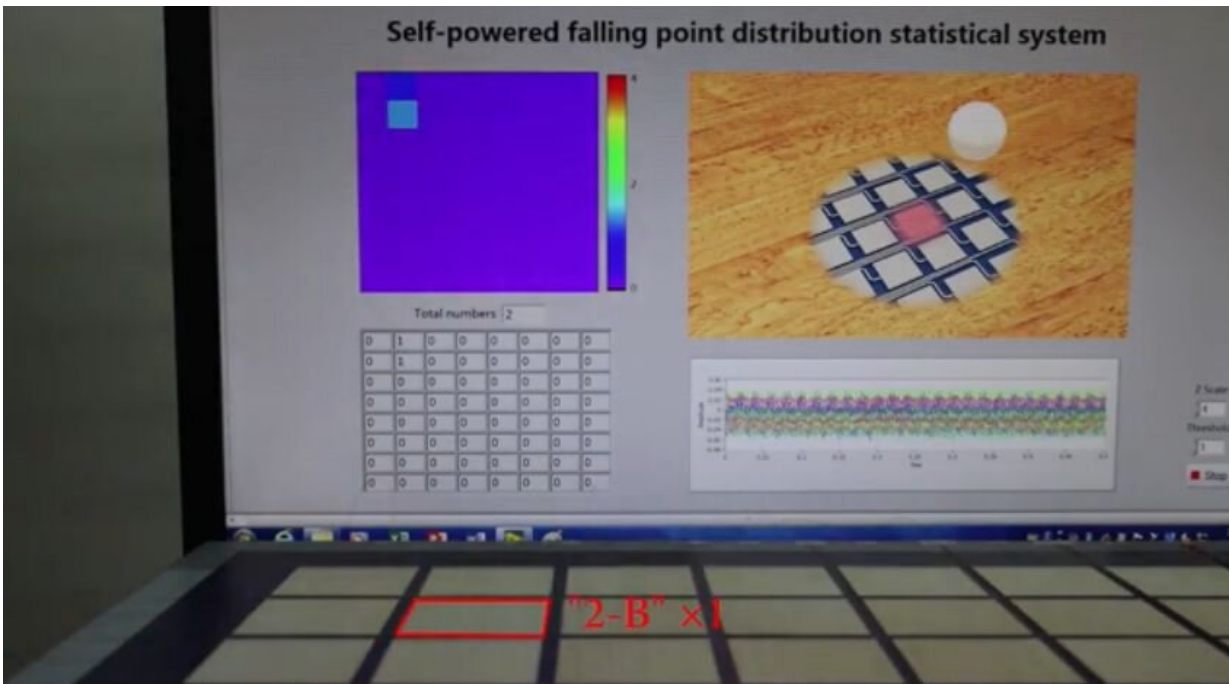 Self-powered falling point distribution statistical system
4
2
0
Total numbers 2
0 1 0 0 0 0 0 0
0 1 0 0 0 0 0 0
0 0 0 0 0 0 0 0
0 0 0 0 0 0 0 0
0 0 0 0 0 0 0 0
0 0 0 0 0 0 0 0
0 0 0 0 0 0 0 0
0 0 0 0 0 0 0 0
Stop
"2-B" ×1